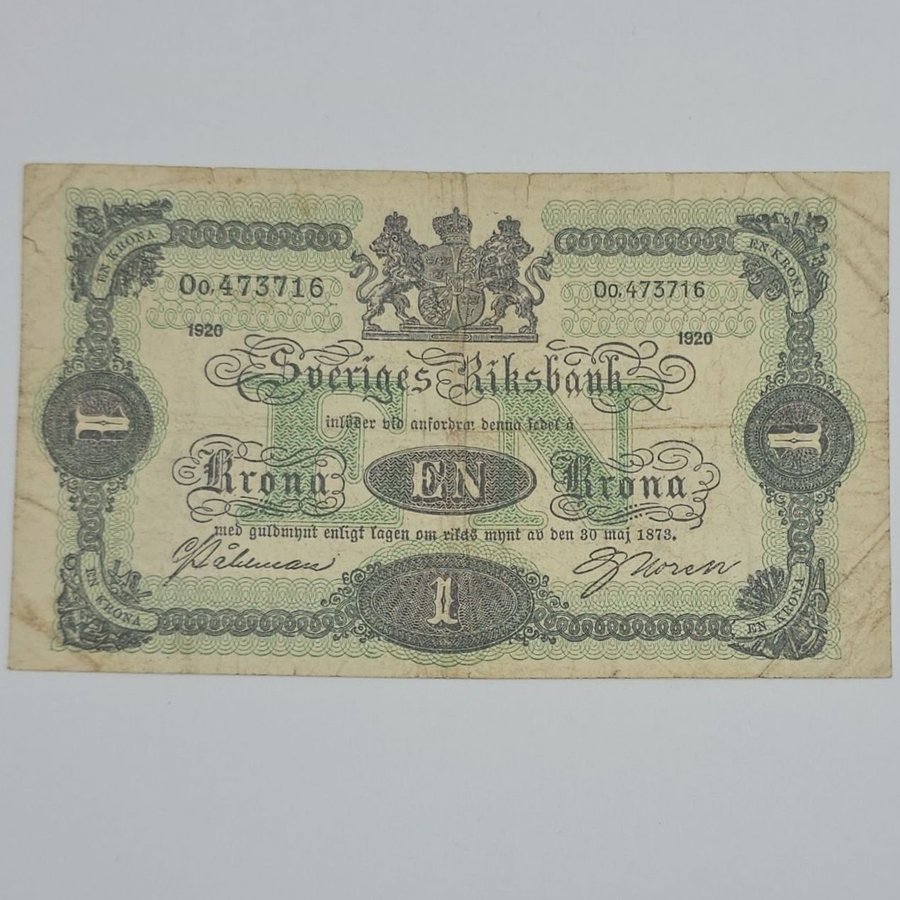 EN KRONA
EN KRONA
Oo.473716
Oo.473716
1920
1920
Sveriges Riksbank
inlöser vid anfordran denna sedel å
EN
1
1
Krona EN Krona
med guldmynt enligt lagen om rikets mynt av den 30 maj 1873.
EN KRONA
1
EN KRONA